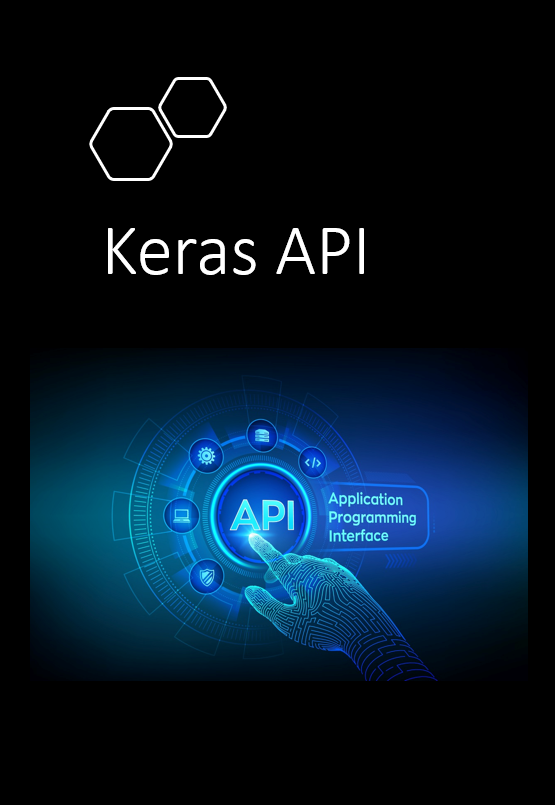 Keras API
</>
API
Application
Programming
Interface